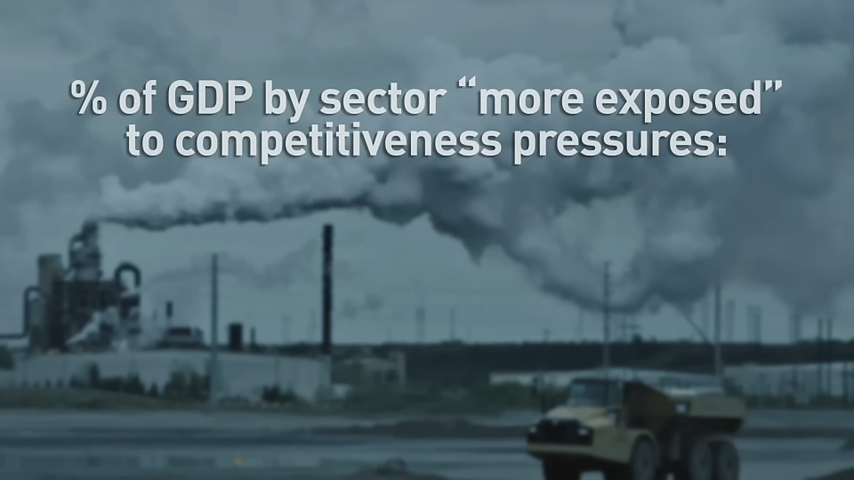 % of GDP by sector “more exposed”
to competitiveness pressures: